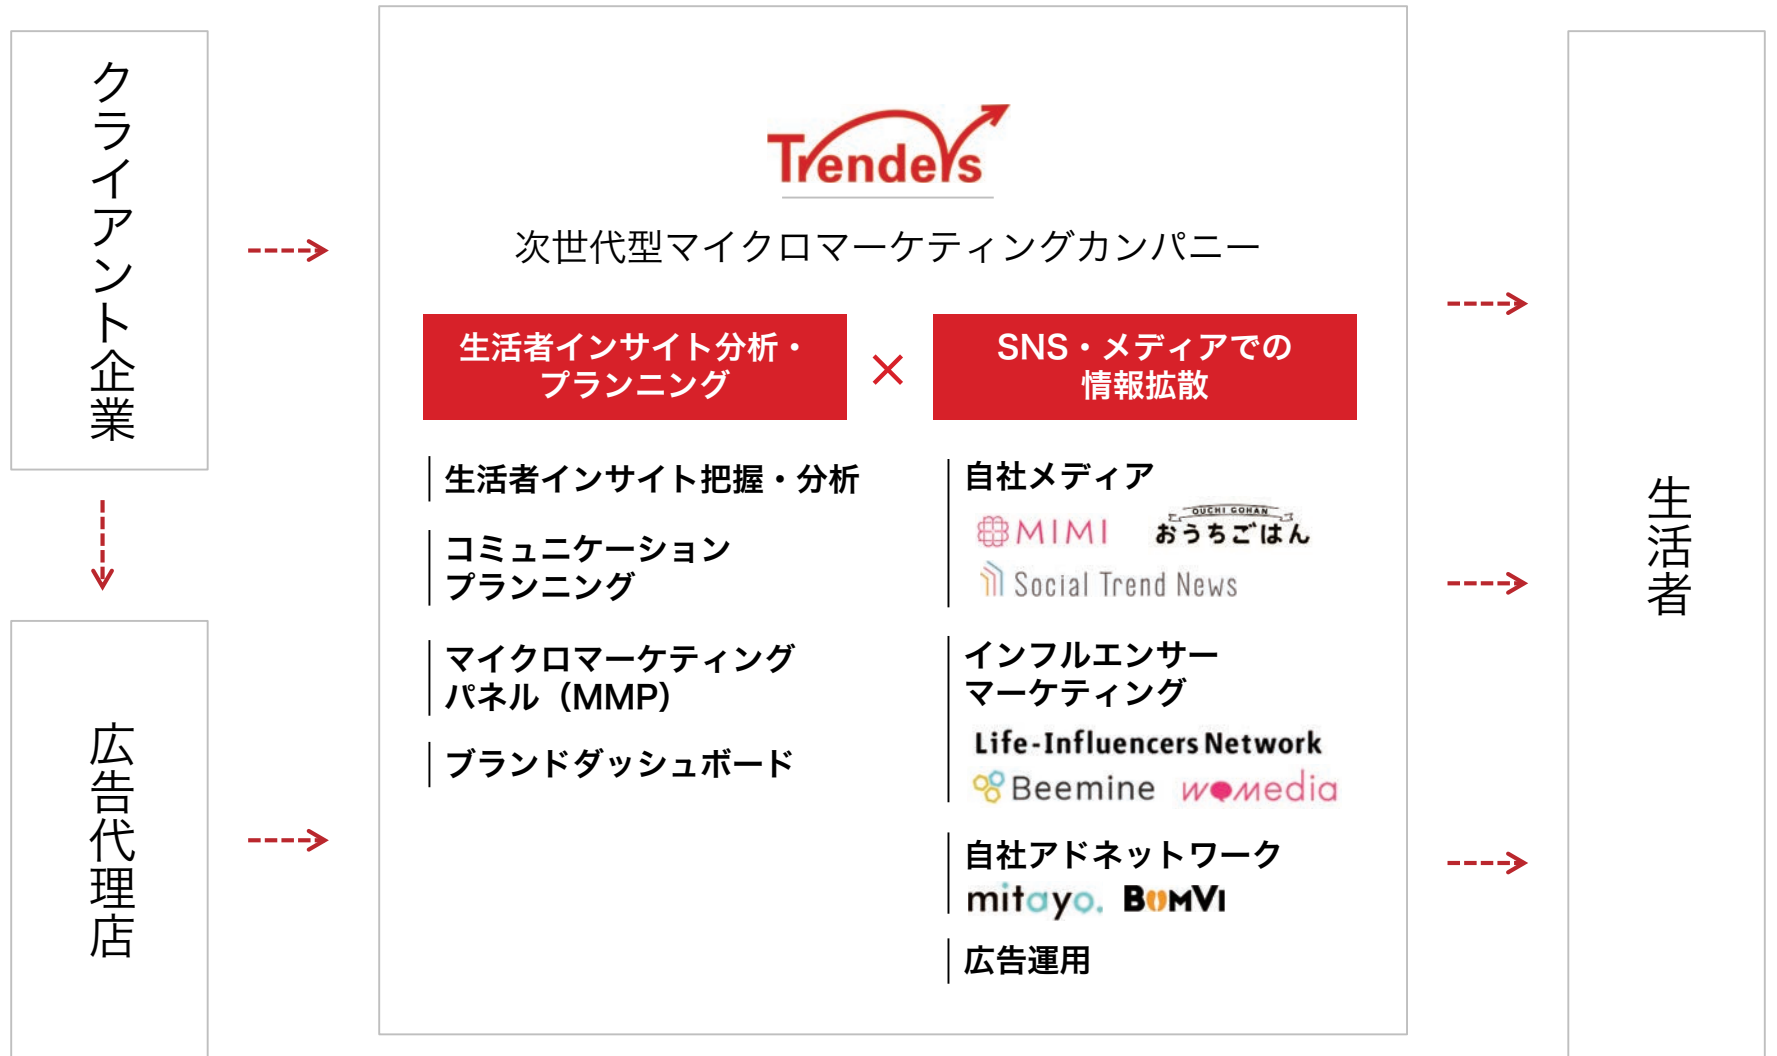 クライアント企業
広告代理店
Trenders
次世代型マイクロマーケティングカンパニー
生活者インサイト分析・
プランニング
×
SNS・メディアでの
情報拡散
生活者インサイト把握・分析
コミュニケーション
プランニング
マイクロマーケティング
パネル（MMP）
ブランドダッシュボード
自社メディア
MIMI
OUCHI GOHAN
おうちごはん
Social Trend News
インフルエンサー
マーケティング
Life-Influencers Network
Beemine
womedia
自社アドネットワーク
mitayo.
BUMVI
広告運用
生活者